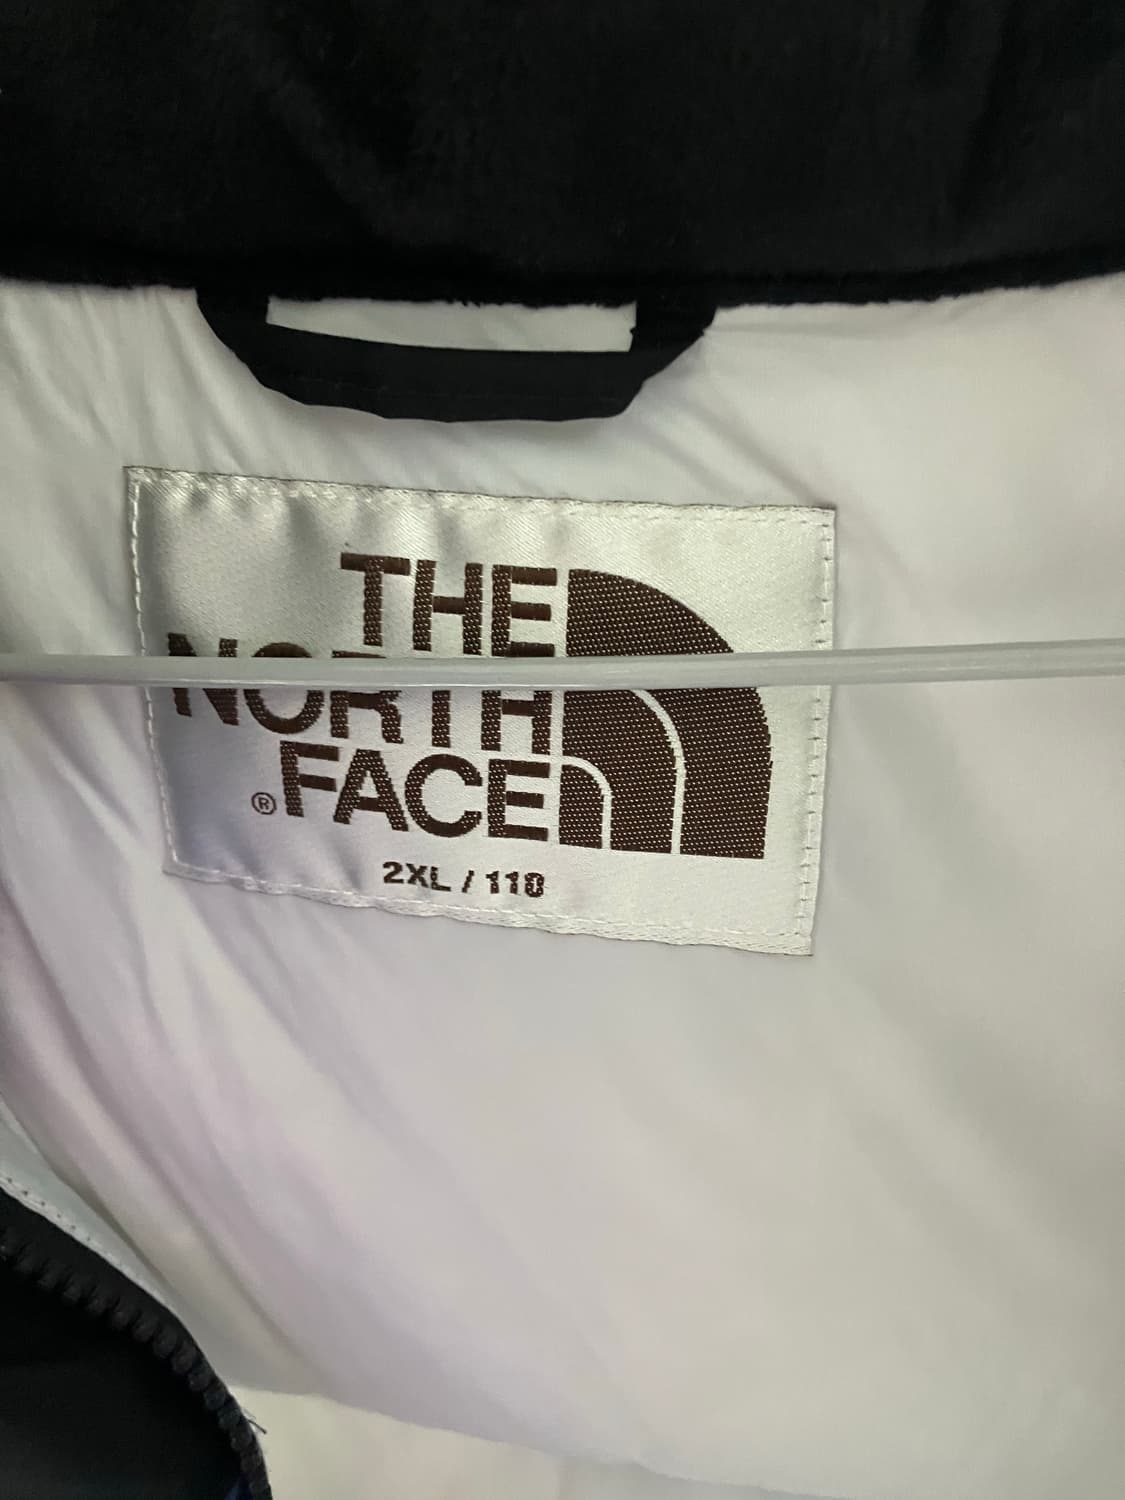 THE
NORTH
® FACE
2XL / 110